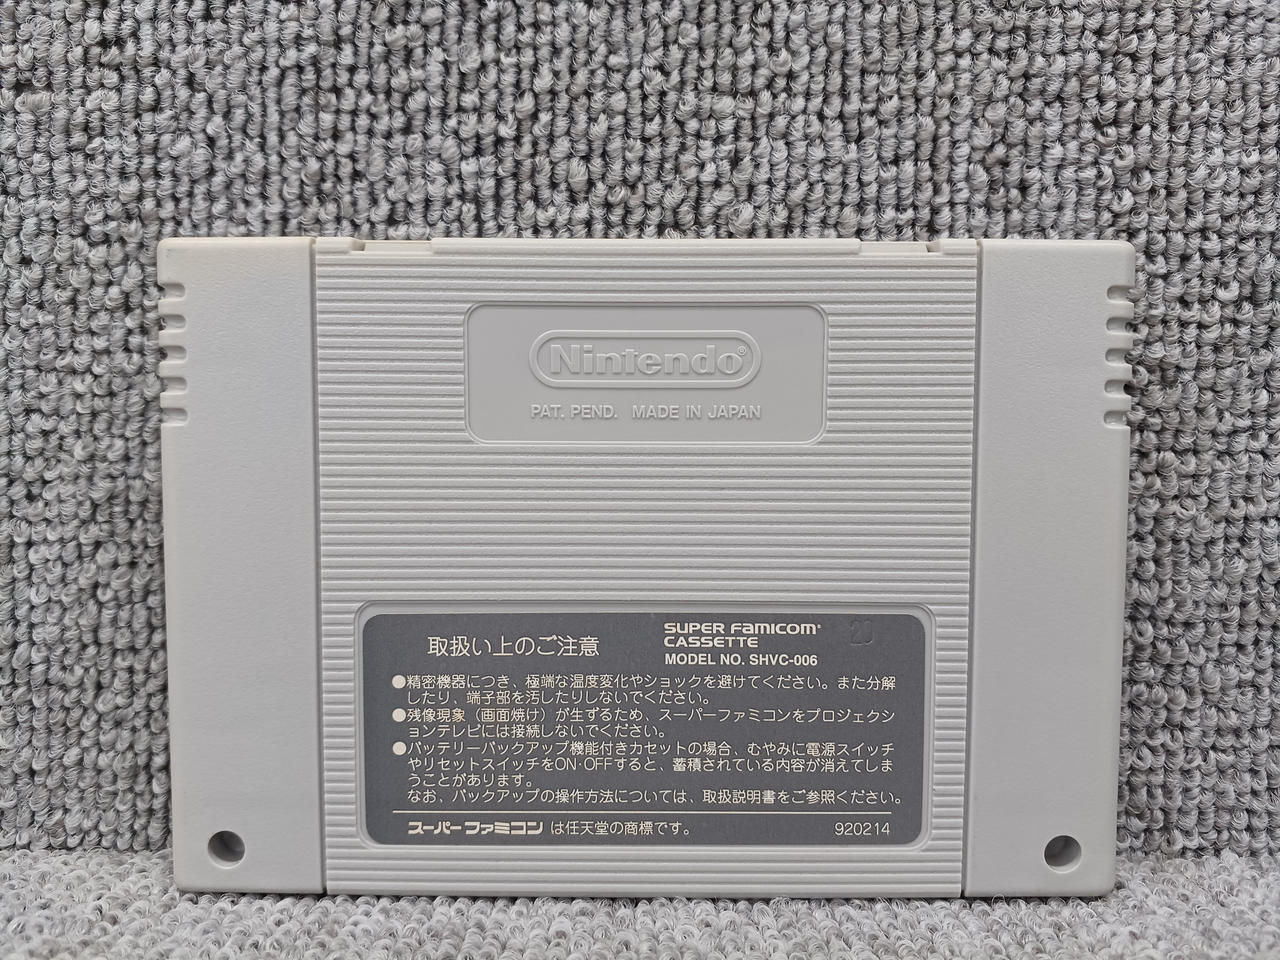 Nintendo®
PAT. PEND. MADE IN JAPAN
取扱い上のご注意
SUPER FAMICOM®
CASSETTE
MODEL NO. SHVC-006
20
●精密機器につき、極端な温度変化やショックを避けてください。また分解
したり、端子部を汚したりしないでください。
●残像現象（画面焼け）が生ずるため、スーパーファミコンをプロジェクシ
ョンテレビには接続しないでください。
●バッテリーバックアップ機能付きカセットの場合、むやみに電源スイッチ
やリセットスイッチをON・OFFすると、蓄積されている内容が消えてしま
うことがあります。
なお、バックアップの操作方法については、取扱説明書をご参照ください。
スーパーファミコンは任天堂の商標です。
920214